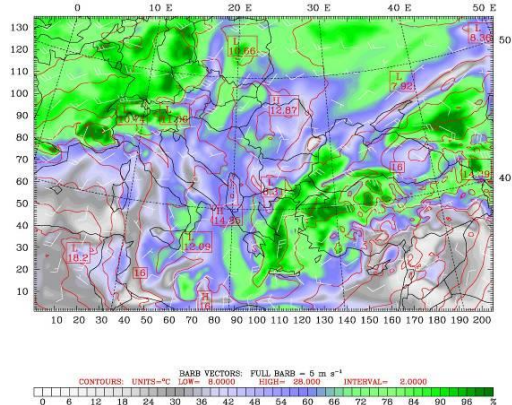 0 10 E 20 E 30 E 40 E 50 E
130
120
110
100
90
80
70
60
50
40
30
20
10
50
40
L
10.66
L
8.36
L
7.92
H
12.87
16
H
14.36
L
12.09
L
18.2
16
H
10 20 30 40 50 60 70 80 90 100 110 120 130 140 150 160 170 180 190 200
BARB VECTORS: FULL BARB = 5 m s⁻¹
CONTOURS: UNITS=°C LOW= 8.0000 HIGH= 28.000 INTERVAL= 2.0000
0 6 12 18 24 30 36 42 48 54 60 66 72 78 84 90 96 %